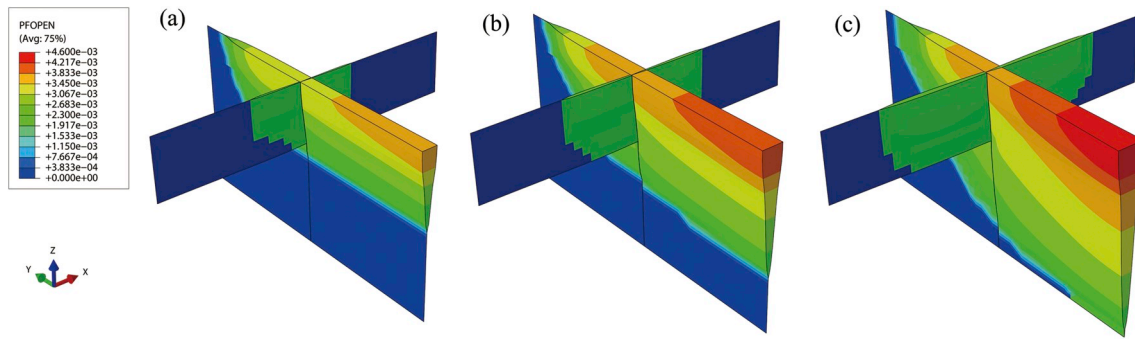 PFOPEN
(Avg: 75%)
+4.600e−03
+4.217e−03
+3.833e−03
+3.450e−03
+3.067e−03
+2.683e−03
+2.300e−03
+1.917e−03
+1.533e−03
+1.150e−03
+7.667e−04
+3.833e−04
+0.000e+00
Z
Y
X
(a)
(b)
(c)